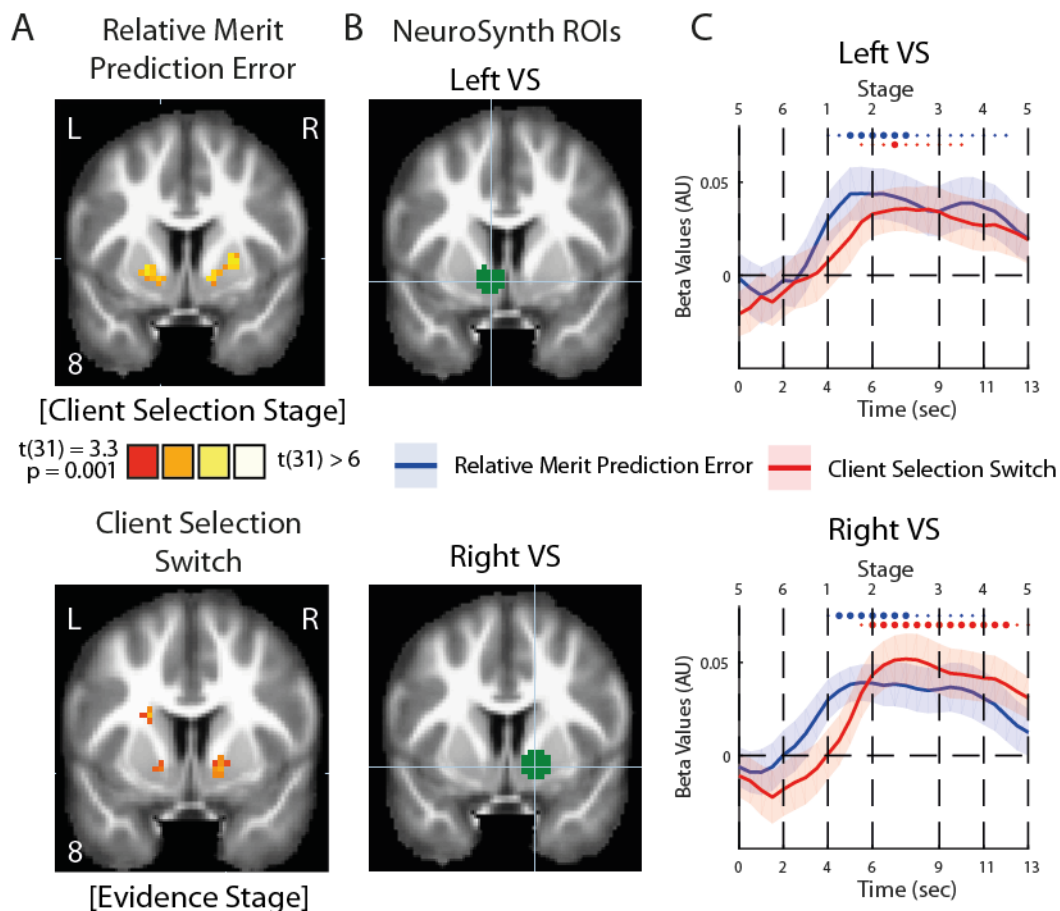 A
Relative Merit
Prediction Error
L
R
8
[Client Selection Stage]
t(31) = 3.3
p = 0.001
t(31) > 6
Client Selection
Switch
L
R
8
[Evidence Stage]
B
NeuroSynth ROIs
Left VS
Right VS
C
Left VS
Stage
5 6 1 2 3 4 5
Beta Values (AU)
0.05
0
0 2 4 6 9 11 13
Time (sec)
Relative Merit Prediction Error
Client Selection Switch
Right VS
Stage
5 6 1 2 3 4 5
Beta Values (AU)
0.05
0
0 2 4 6 9 11 13
Time (sec)